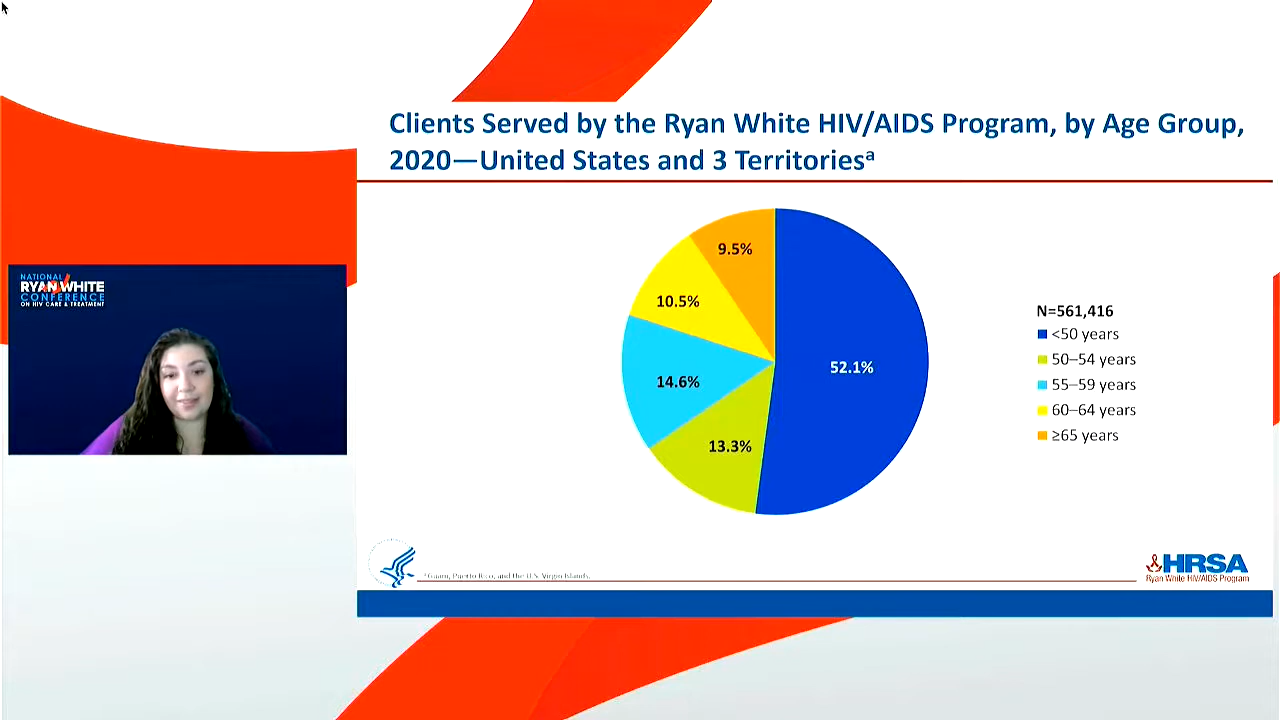 Clients Served by the Ryan White HIV/AIDS Program, by Age Group,
2020—United States and 3 Territoriesᵃ
NATIONAL
RYAN WHITE
CONFERENCE
ON HIV CARE & TREATMENT
9.5%
10.5%
14.6%
13.3%
52.1%
N=561,416
<50 years
50–54 years
55–59 years
60–64 years
≥65 years
ᵃGuam, Puerto Rico, and the U.S. Virgin Islands.
HRSA
Ryan White HIV/AIDS Program